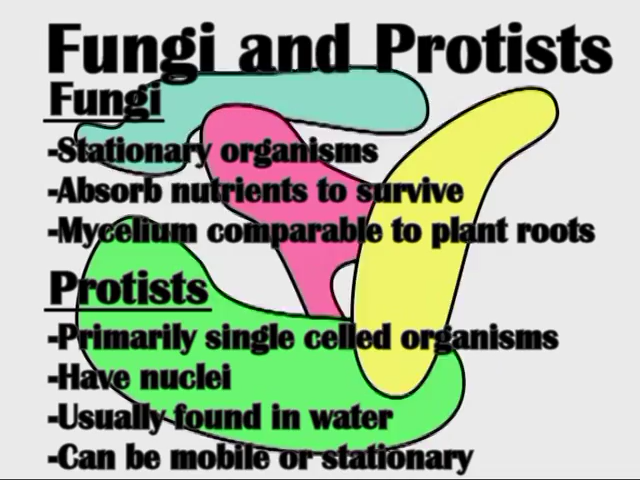 Fungi and Protists
Fungi
-Stationary organisms
-Absorb nutrients to survive
-Mycelium comparable to plant roots
Protists
-Primarily single celled organisms
-Have nuclei
-Usually found in water
-Can be mobile or stationary